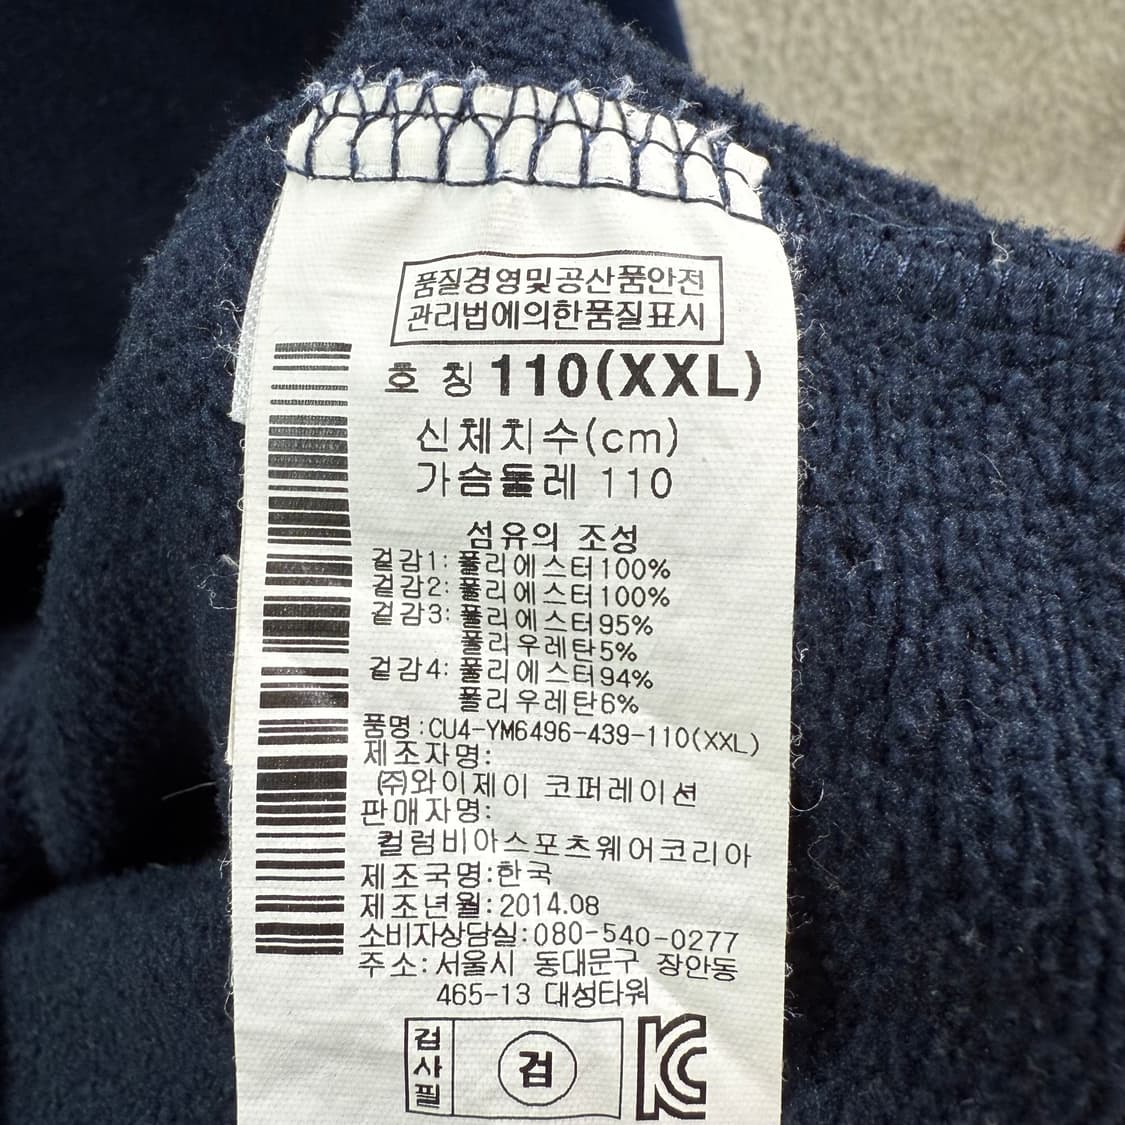 품질경영및공산품안전
관리법에의한품질표시
호 칭 110(XXL)
신체치수(cm)
가슴둘레 110
섬유의 조성
겉감1: 폴리에스터100%
겉감2: 폴리에스터100%
겉감3: 폴리에스터95%
폴리우레탄5%
겉감4: 폴리에스터94%
폴리우레탄6%
품명:CU4-YM6496-439-110(XXL)
제조자명:
㈜와이제이 코퍼레이션
판매자명:
컬럼비아스포츠웨어코리아
제조국명:한국
제조년월:2014.08
소비자상담실:080-540-0277
주소:서울시 동대문구 장안동
465-13 대성타워
검사필 검 KC